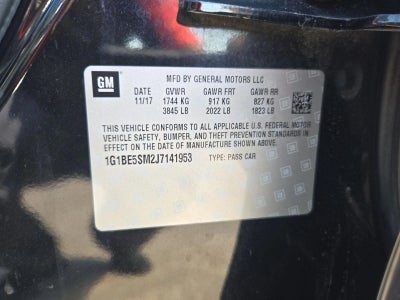 GM
MFD BY GENERAL MOTORS LLC
DATE GVWR GAWR FRT GAWR RR
11/17 1744 KG 917 KG 827 KG
3845 LB 2022 LB 1823 LB
THIS VEHICLE CONFORMS TO ALL APPLICABLE U.S. FEDERAL MOTOR
VEHICLE SAFETY, BUMPER, AND THEFT PREVENTION STANDARDS IN
EFFECT ON THE DATE OF MANUFACTURE SHOWN ABOVE.
1G1BE5SM2J7141953 TYPE: PASS CAR